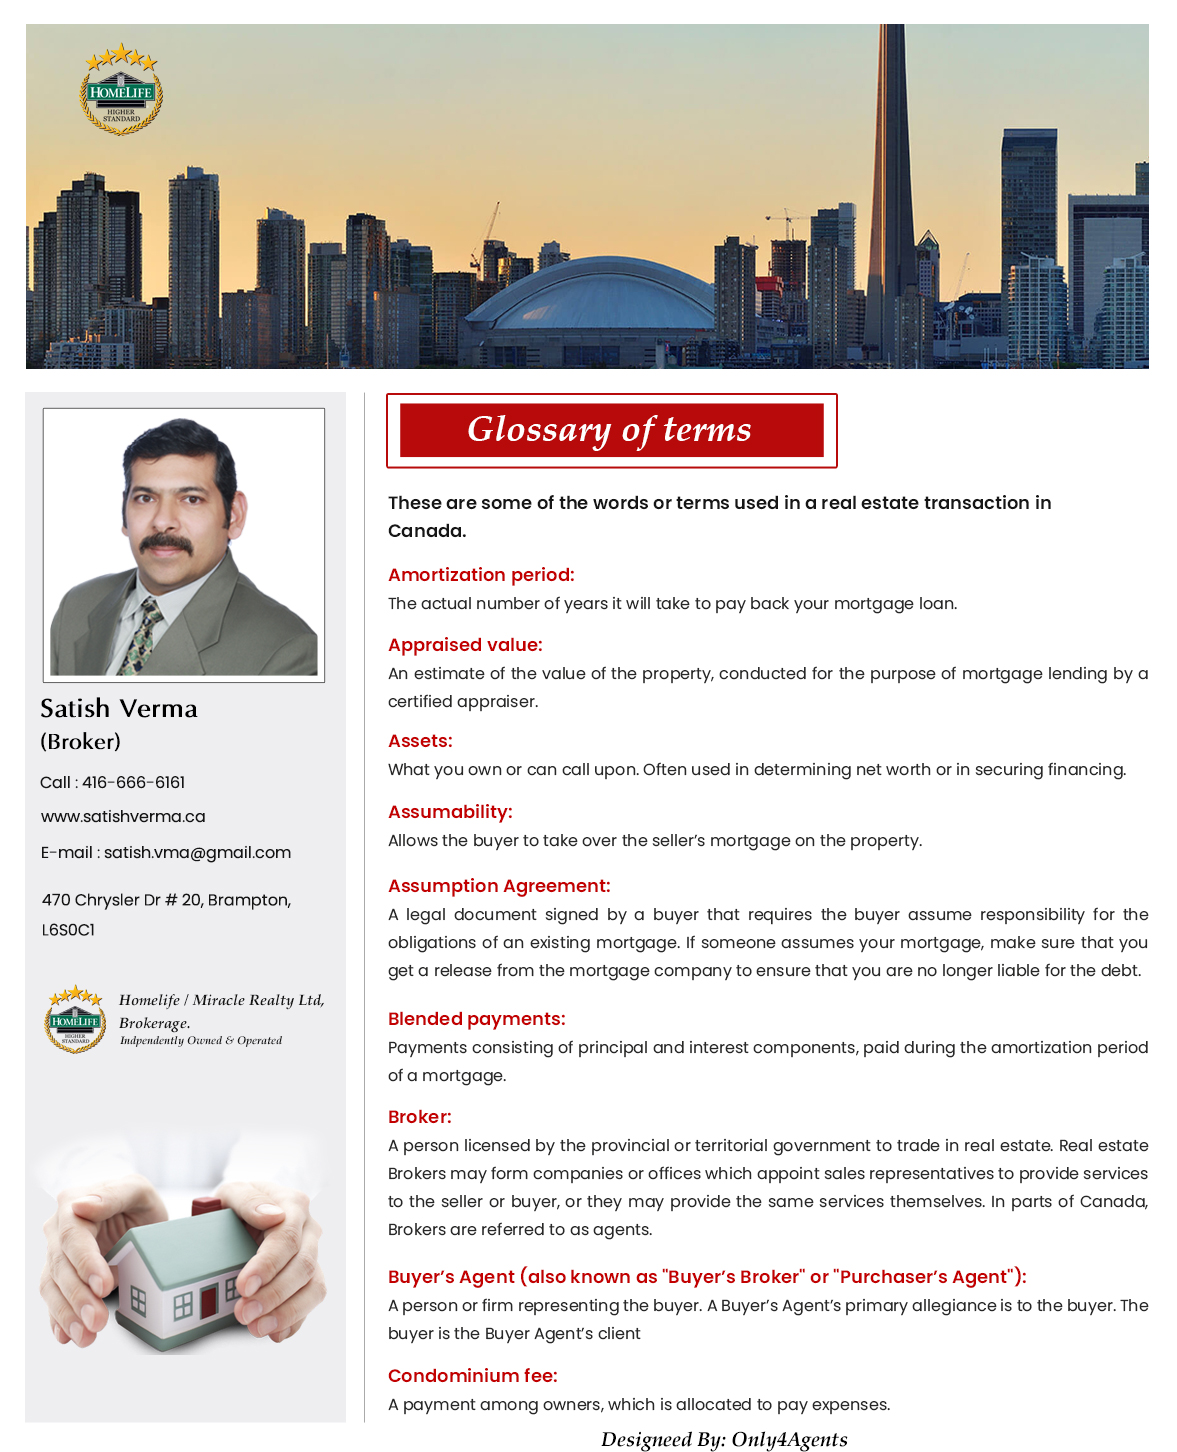 HOMELIFE
HIGHER
STANDARD
Satish Verma
(Broker)
Call : 416-666-6161
www.satishverma.ca
E-mail : satish.vma@gmail.com
470 Chrysler Dr # 20, Brampton,
L6S0C1
HOMELIFE
HIGHER
STANDARD
Homelife / Miracle Realty Ltd,
Brokerage.
Indpendently Owned & Operated
Glossary of terms
These are some of the words or terms used in a real estate transaction in
Canada.
Amortization period:
The actual number of years it will take to pay back your mortgage loan.
Appraised value:
An estimate of the value of the property, conducted for the purpose of mortgage lending by a
certified appraiser.
Assets:
What you own or can call upon. Often used in determining net worth or in securing financing.
Assumability:
Allows the buyer to take over the seller’s mortgage on the property.
Assumption Agreement:
A legal document signed by a buyer that requires the buyer assume responsibility for the
obligations of an existing mortgage. If someone assumes your mortgage, make sure that you
get a release from the mortgage company to ensure that you are no longer liable for the debt.
Blended payments:
Payments consisting of principal and interest components, paid during the amortization period
of a mortgage.
Broker:
A person licensed by the provincial or territorial government to trade in real estate. Real estate
Brokers may form companies or offices which appoint sales representatives to provide services
to the seller or buyer, or they may provide the same services themselves. In parts of Canada,
Brokers are referred to as agents.
Buyer’s Agent (also known as "Buyer’s Broker" or "Purchaser’s Agent"):
A person or firm representing the buyer. A Buyer’s Agent’s primary allegiance is to the buyer. The
buyer is the Buyer Agent’s client
Condominium fee:
A payment among owners, which is allocated to pay expenses.
Designeed By: Only4Agents